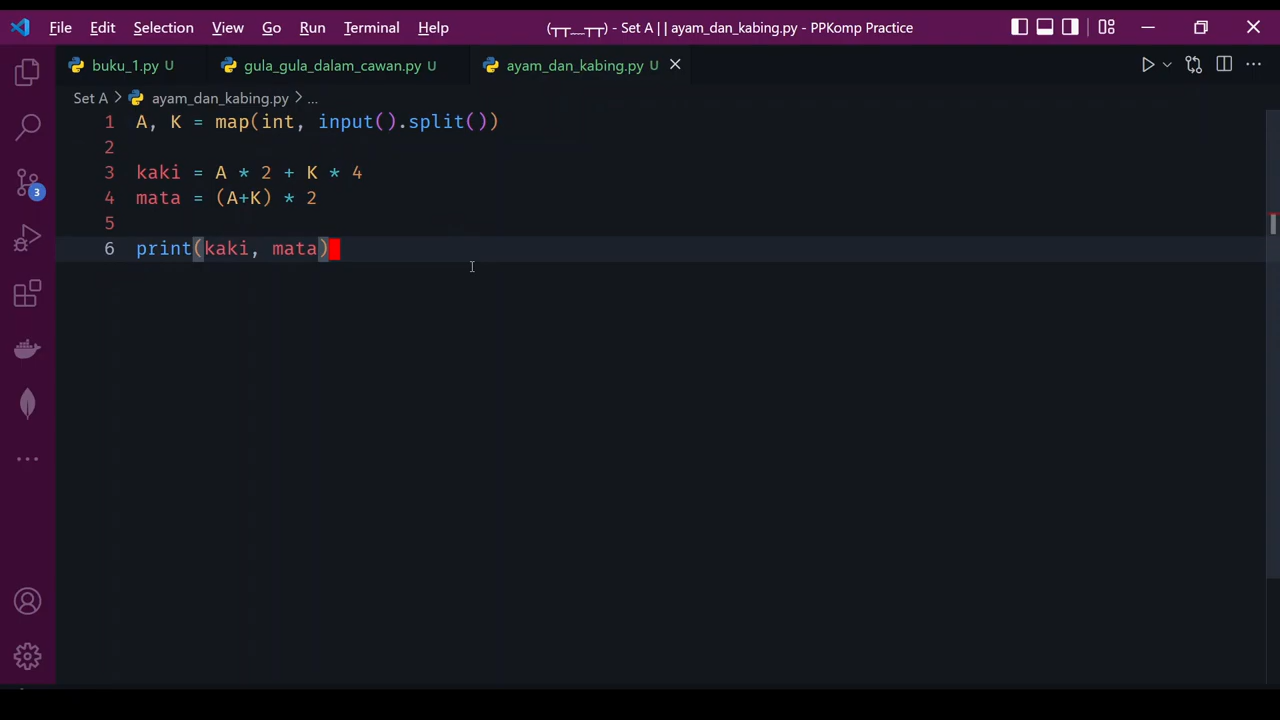 File Edit Selection View Go Run Terminal Help (┬┬﹏┬┬) - Set A || ayam_dan_kabing.py - PPKomp Practice
buku_1.py U gula_gula_dalam_cawan.py U ayam_dan_kabing.py U
Set A > ayam_dan_kabing.py > ...
1 A, K = map(int, input().split())
2
3 kaki = A * 2 + K * 4
3
4 mata = (A+K) * 2
5
6 print(kaki, mata)